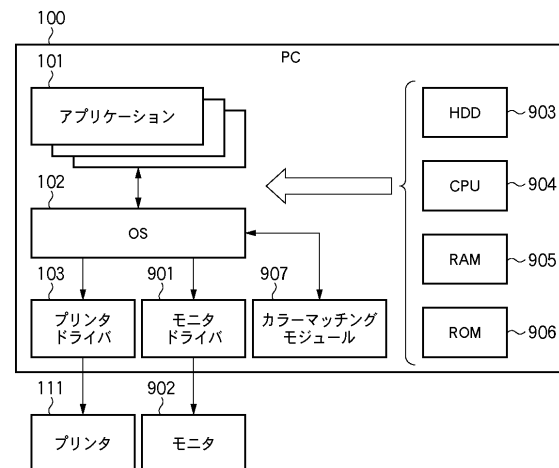 100
PC
101
アプリケーション
HDD
903
CPU
904
102
OS
RAM
905
103
901
907
プリンタ
ドライバ
モニタ
ドライバ
カラーマッチング
モジュール
ROM
906
111
902
プリンタ
モニタ